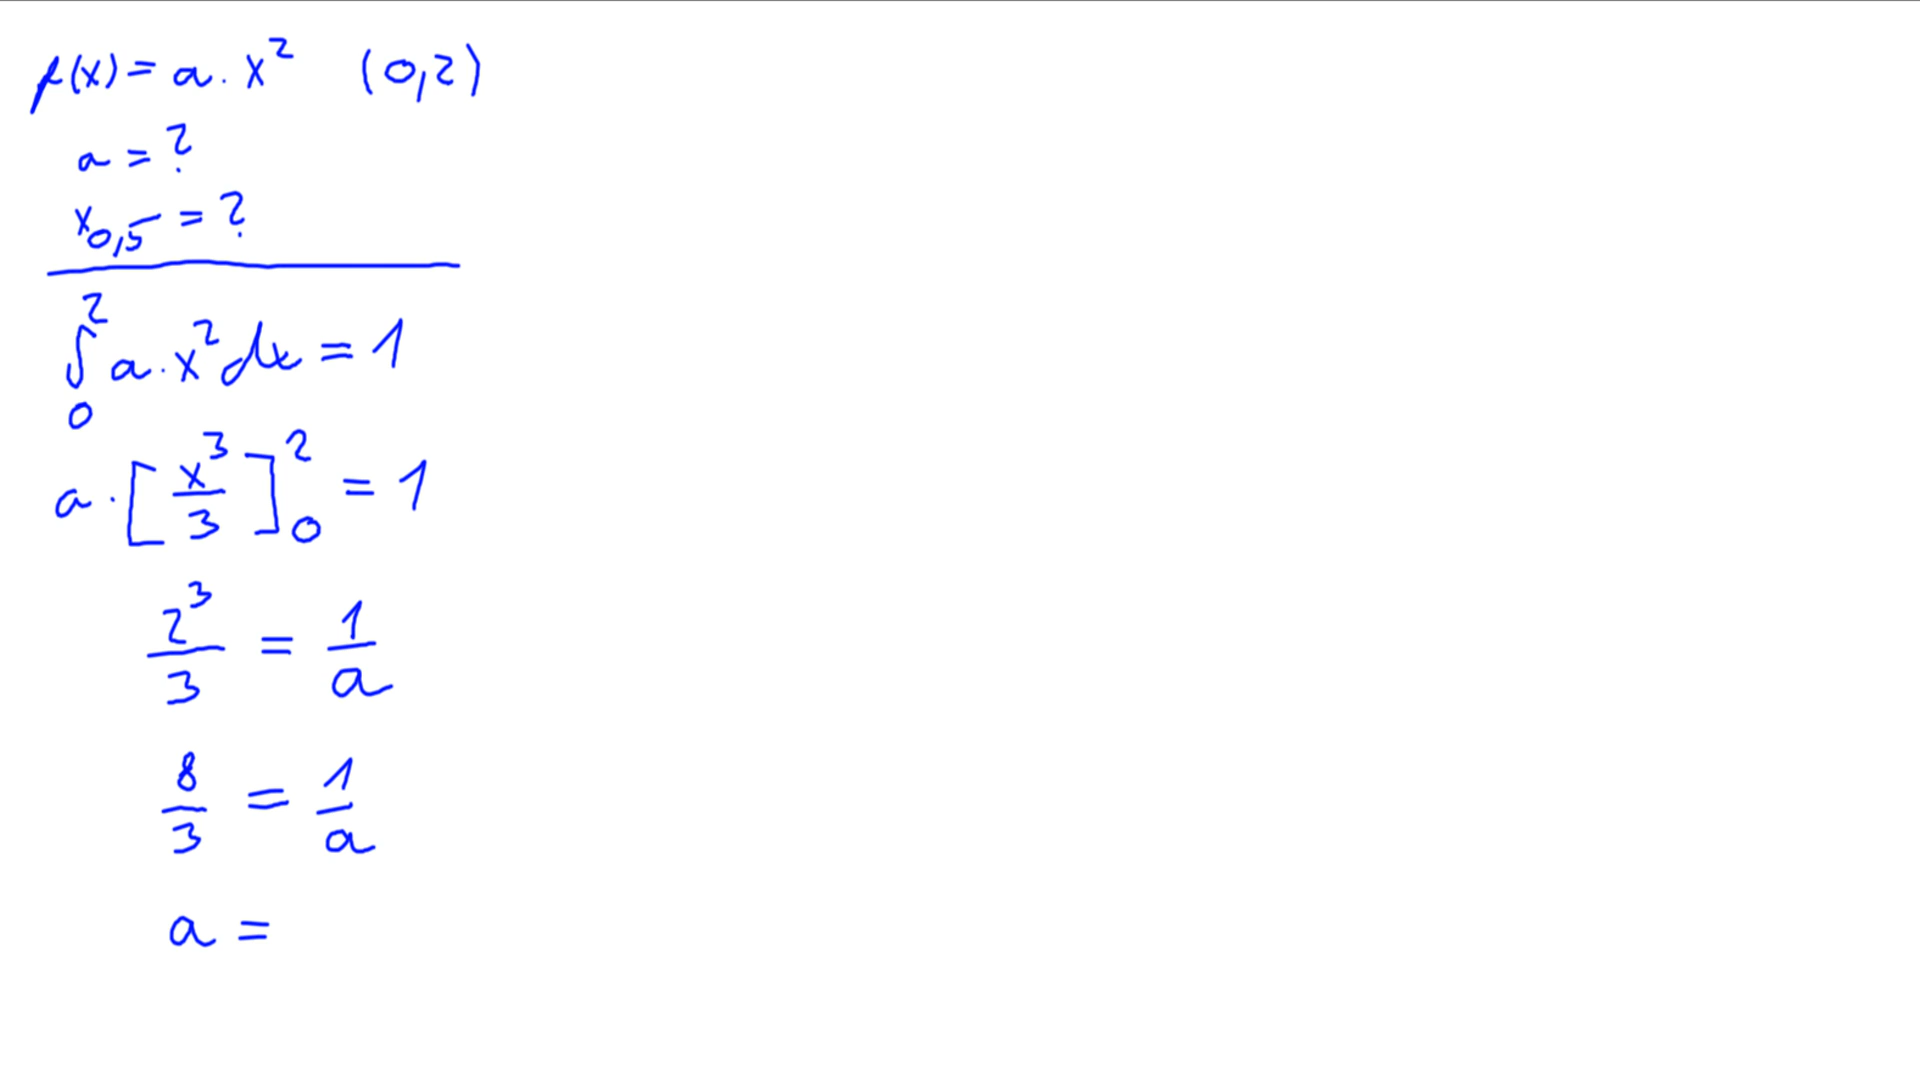 f(x) = a · x² (0,2)
a = ?
x₀,₅ = ?
∫₀² a · x² dx = 1
a · [x³/3]₀² = 1
2³/3 = 1/a
8/3 = 1/a
a =